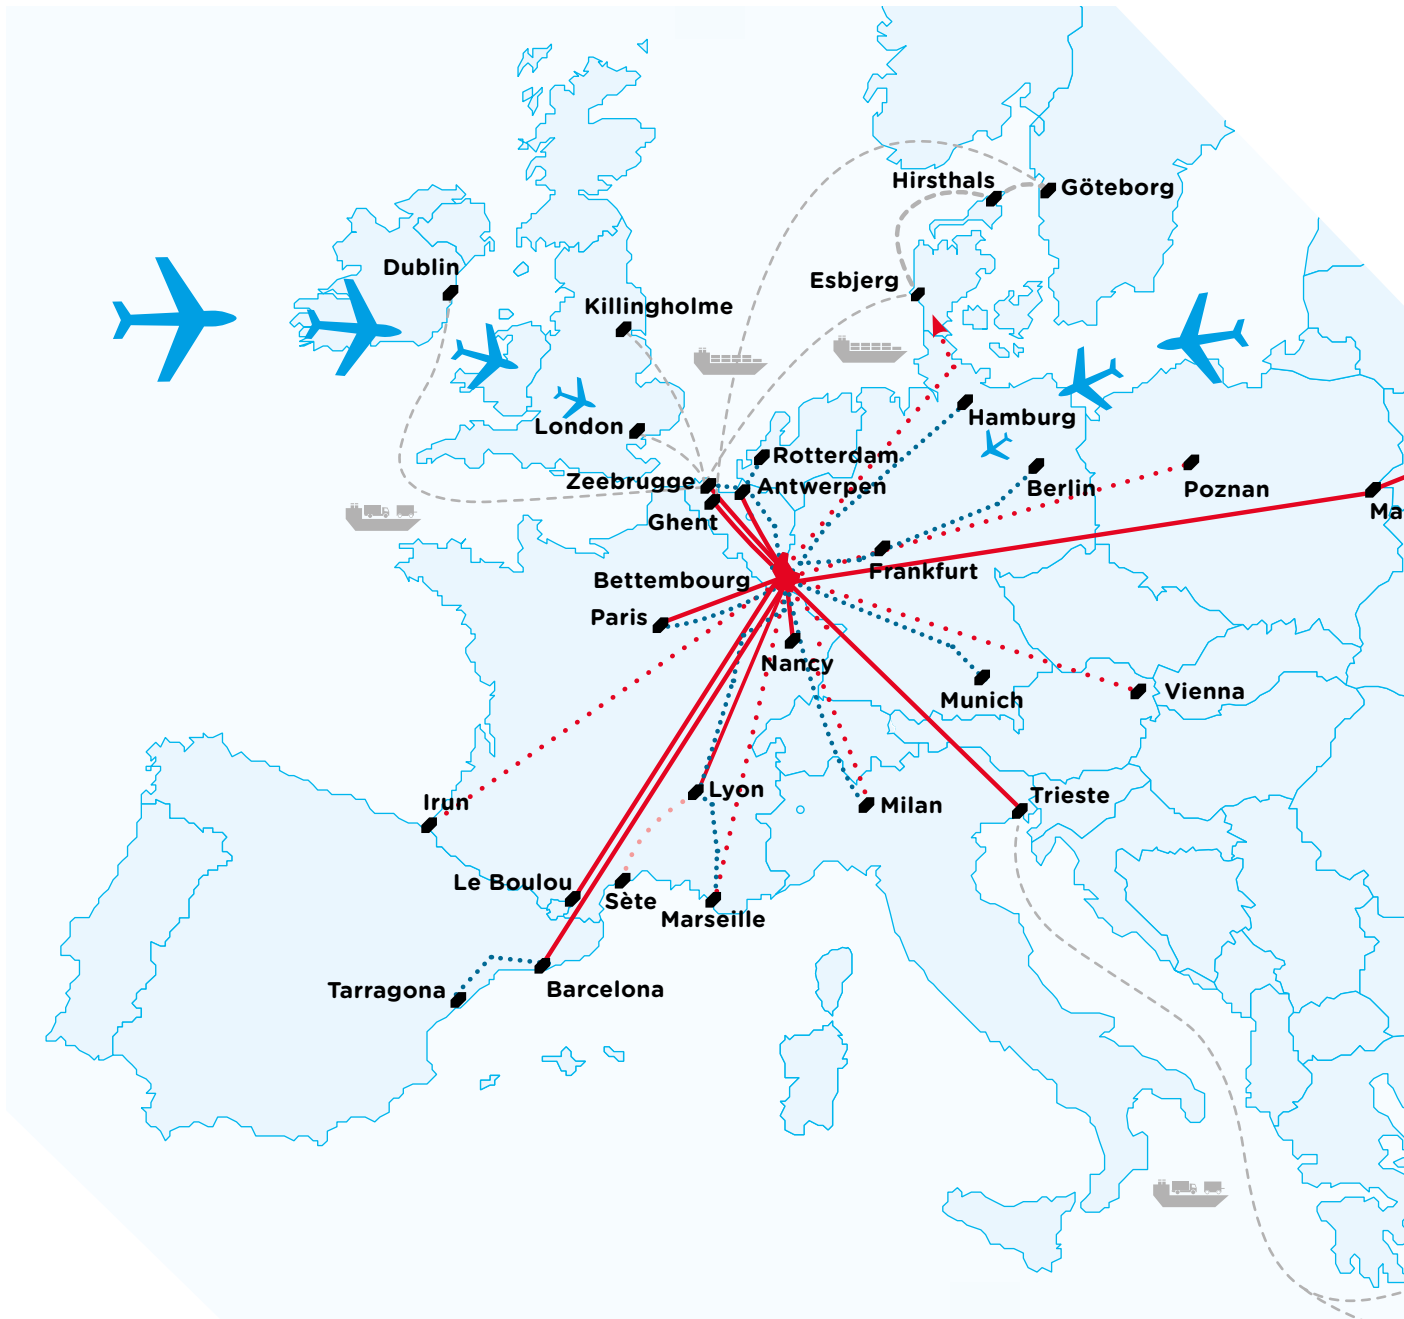 Hirsthals
Göteborg
Dublin
Esbjerg
Killingholme
Hamburg
London
Rotterdam
Zeebrugge
Antwerpen
Berlin
Poznan
Ghent
Ma
Bettembourg
Frankfurt
Paris
Nancy
Munich
Vienna
Lyon
Trieste
Irun
Milan
Le Boulou
Sète
Marseille
Tarragona
Barcelona